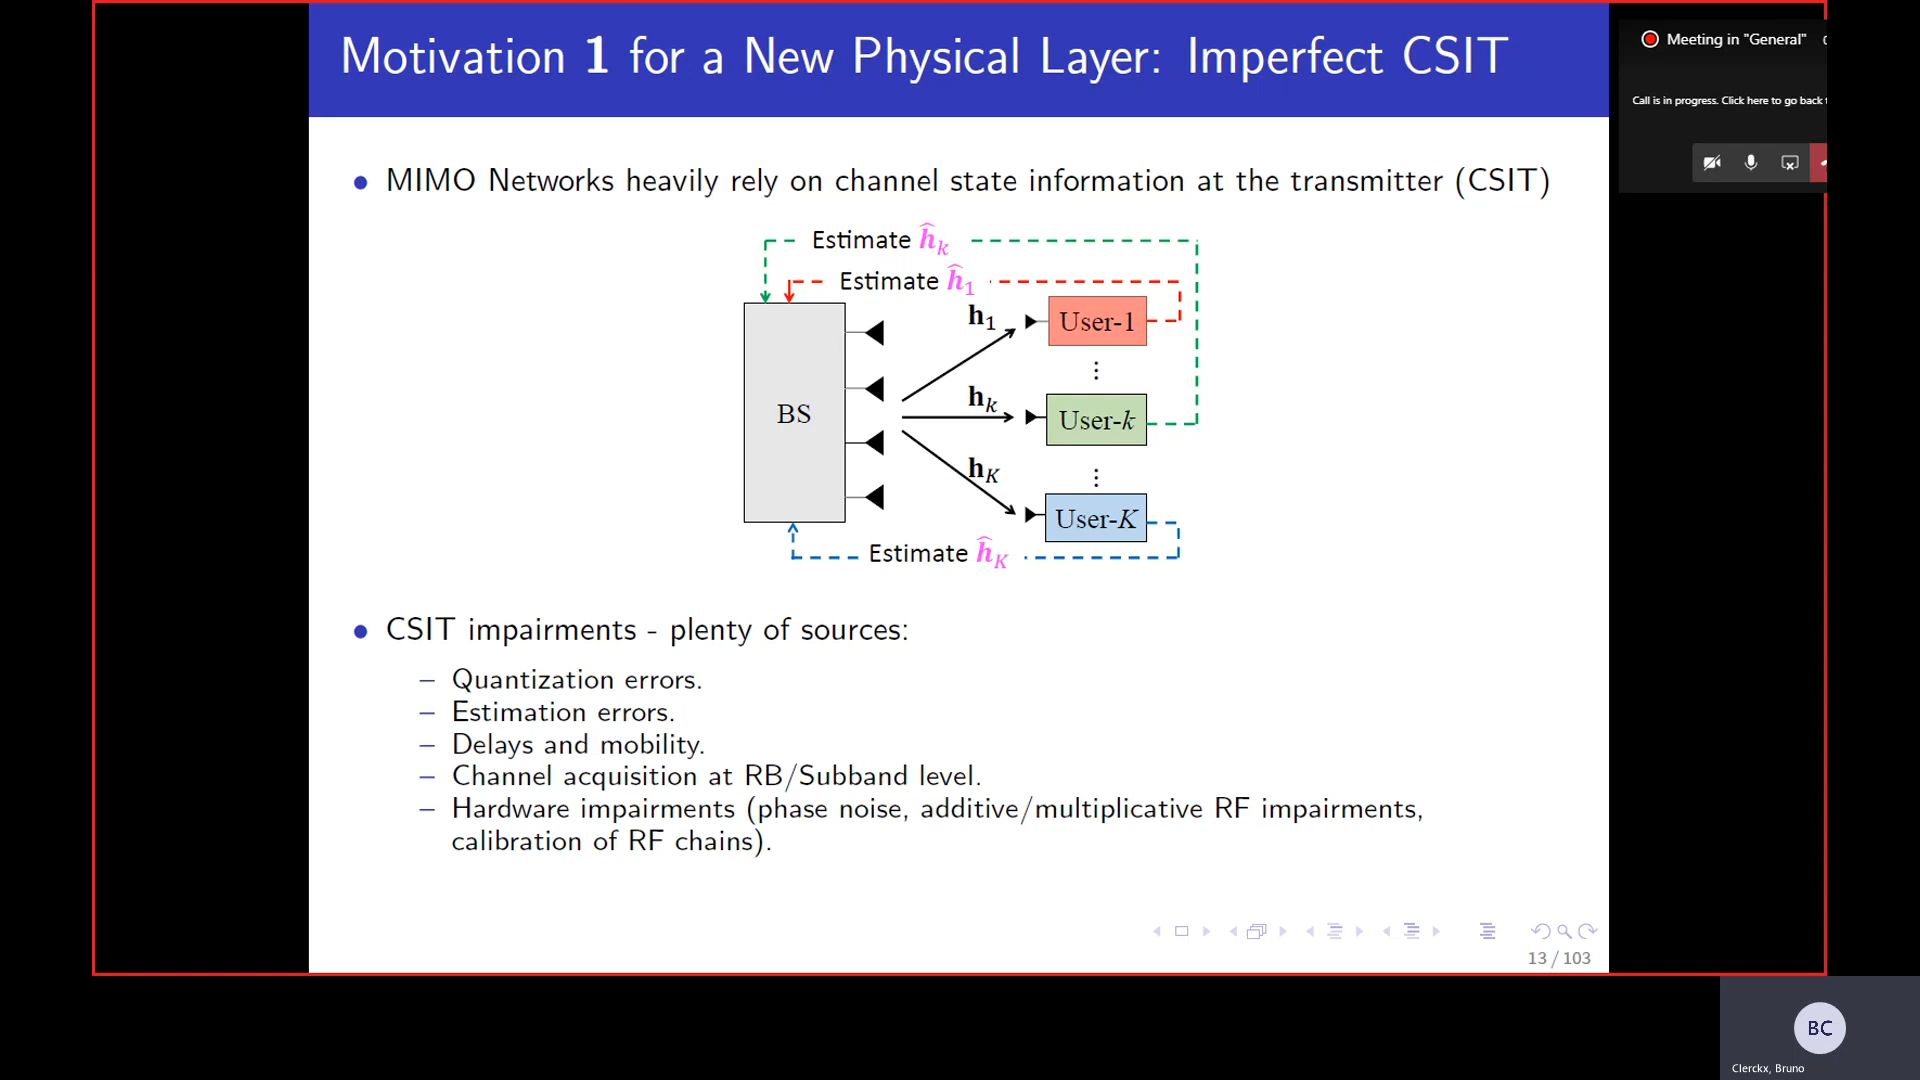 Motivation 1 for a New Physical Layer: Imperfect CSIT
Meeting in "General"
Call is in progress. Click here to go back
• MIMO Networks heavily rely on channel state information at the transmitter (CSIT)
Estimate ĥₖ
Estimate ĥ₁
h₁
User-1
⋮
BS
hₖ
User-k
⋮
h_K
User-K
Estimate ĥ_K
• CSIT impairments - plenty of sources:
– Quantization errors.
– Estimation errors.
– Delays and mobility.
– Channel acquisition at RB/Subband level.
– Hardware impairments (phase noise, additive/multiplicative RF impairments,
calibration of RF chains).
13 / 103
BC
Clerckx, Bruno